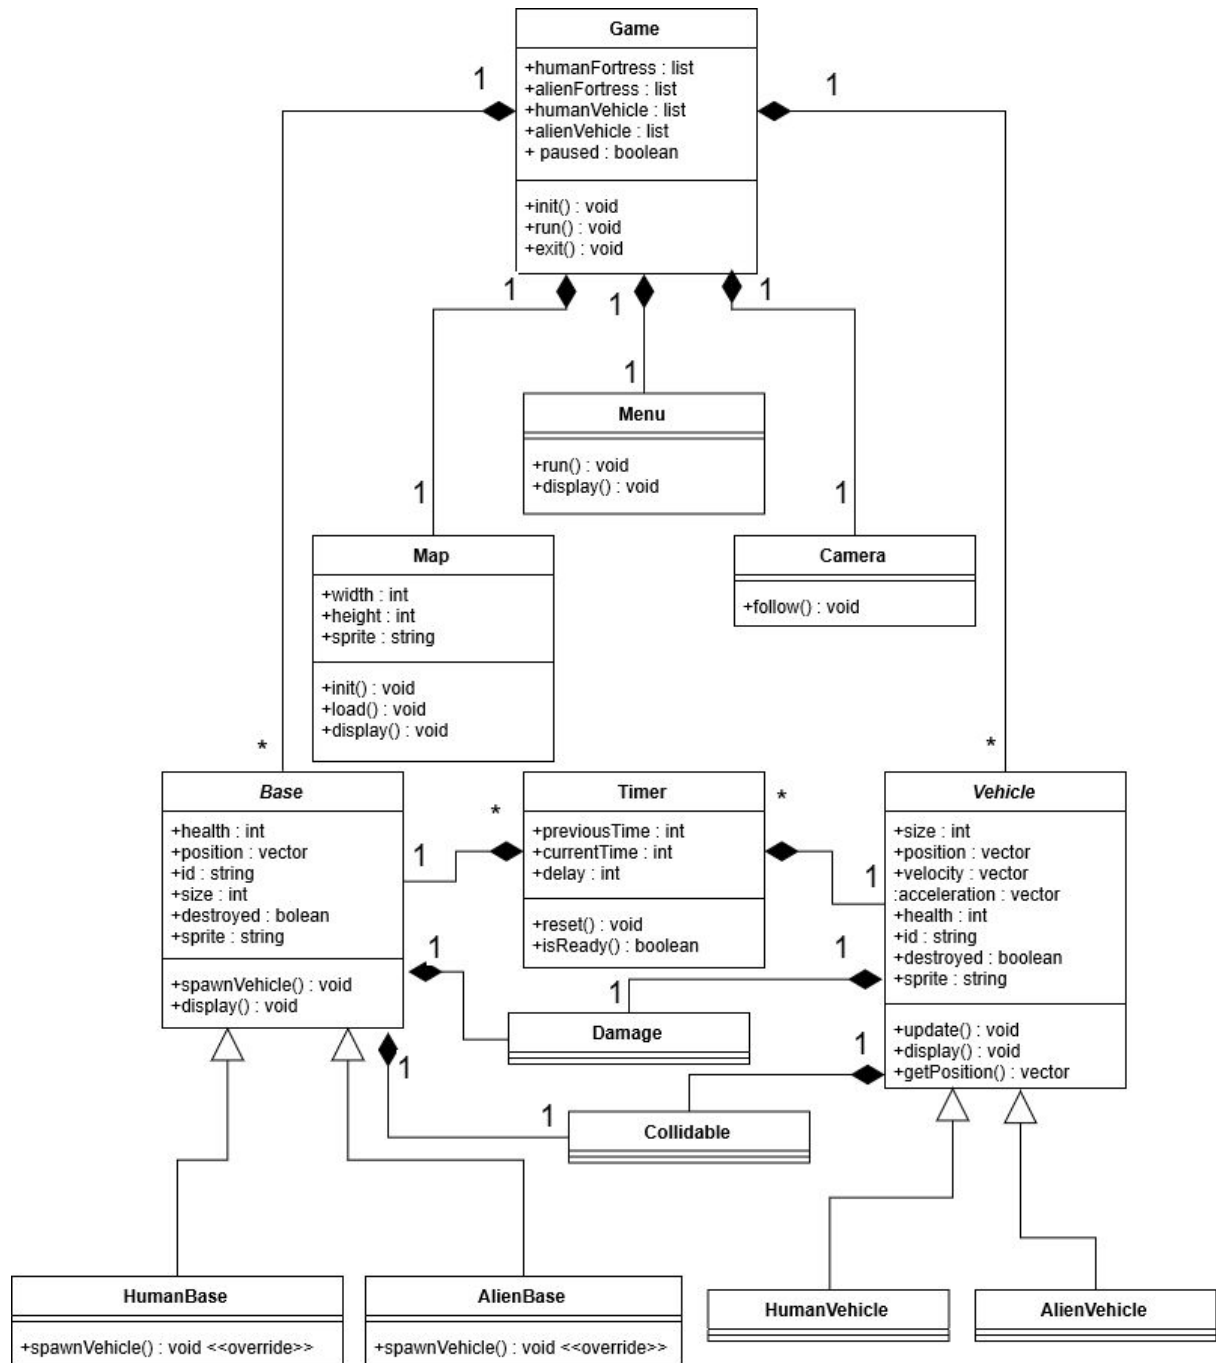 Game
+humanFortress : list
+alienFortress : list
+humanVehicle : list
+alienVehicle : list
+ paused : boolean
+init() : void
+run() : void
+exit() : void
1
1
1
1
1
1
Menu
+run() : void
+display() : void
1
Map
+width : int
+height : int
+sprite : string
+init() : void
+load() : void
+display() : void
1
Camera
+follow() : void
*
*
Base
+health : int
+position : vector
+id : string
+size : int
+destroyed : bolean
+sprite : string
+spawnVehicle() : void
+display() : void
1
*
Timer
+previousTime : int
+currentTime : int
+delay : int
+reset() : void
+isReady() : boolean
*
1
Vehicle
+size : int
+position : vector
+velocity : vector
:acceleration : vector
+health : int
+id : string
+destroyed : boolean
+sprite : string
+update() : void
+display() : void
+getPosition() : vector
1
1
1
Damage
1
1
1
Collidable
HumanBase
+spawnVehicle() : void <<override>>
AlienBase
+spawnVehicle() : void <<override>>
HumanVehicle
AlienVehicle